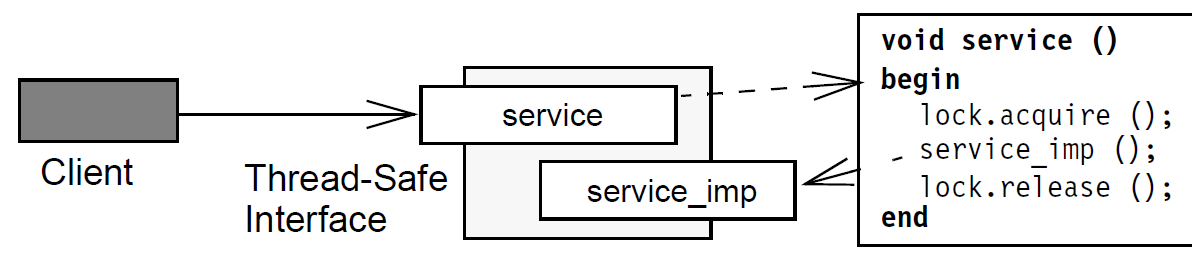 Client
Thread-Safe
Interface
service
service_imp
void service ()
begin
lock.acquire ();
service_imp ();
lock.release ();
end